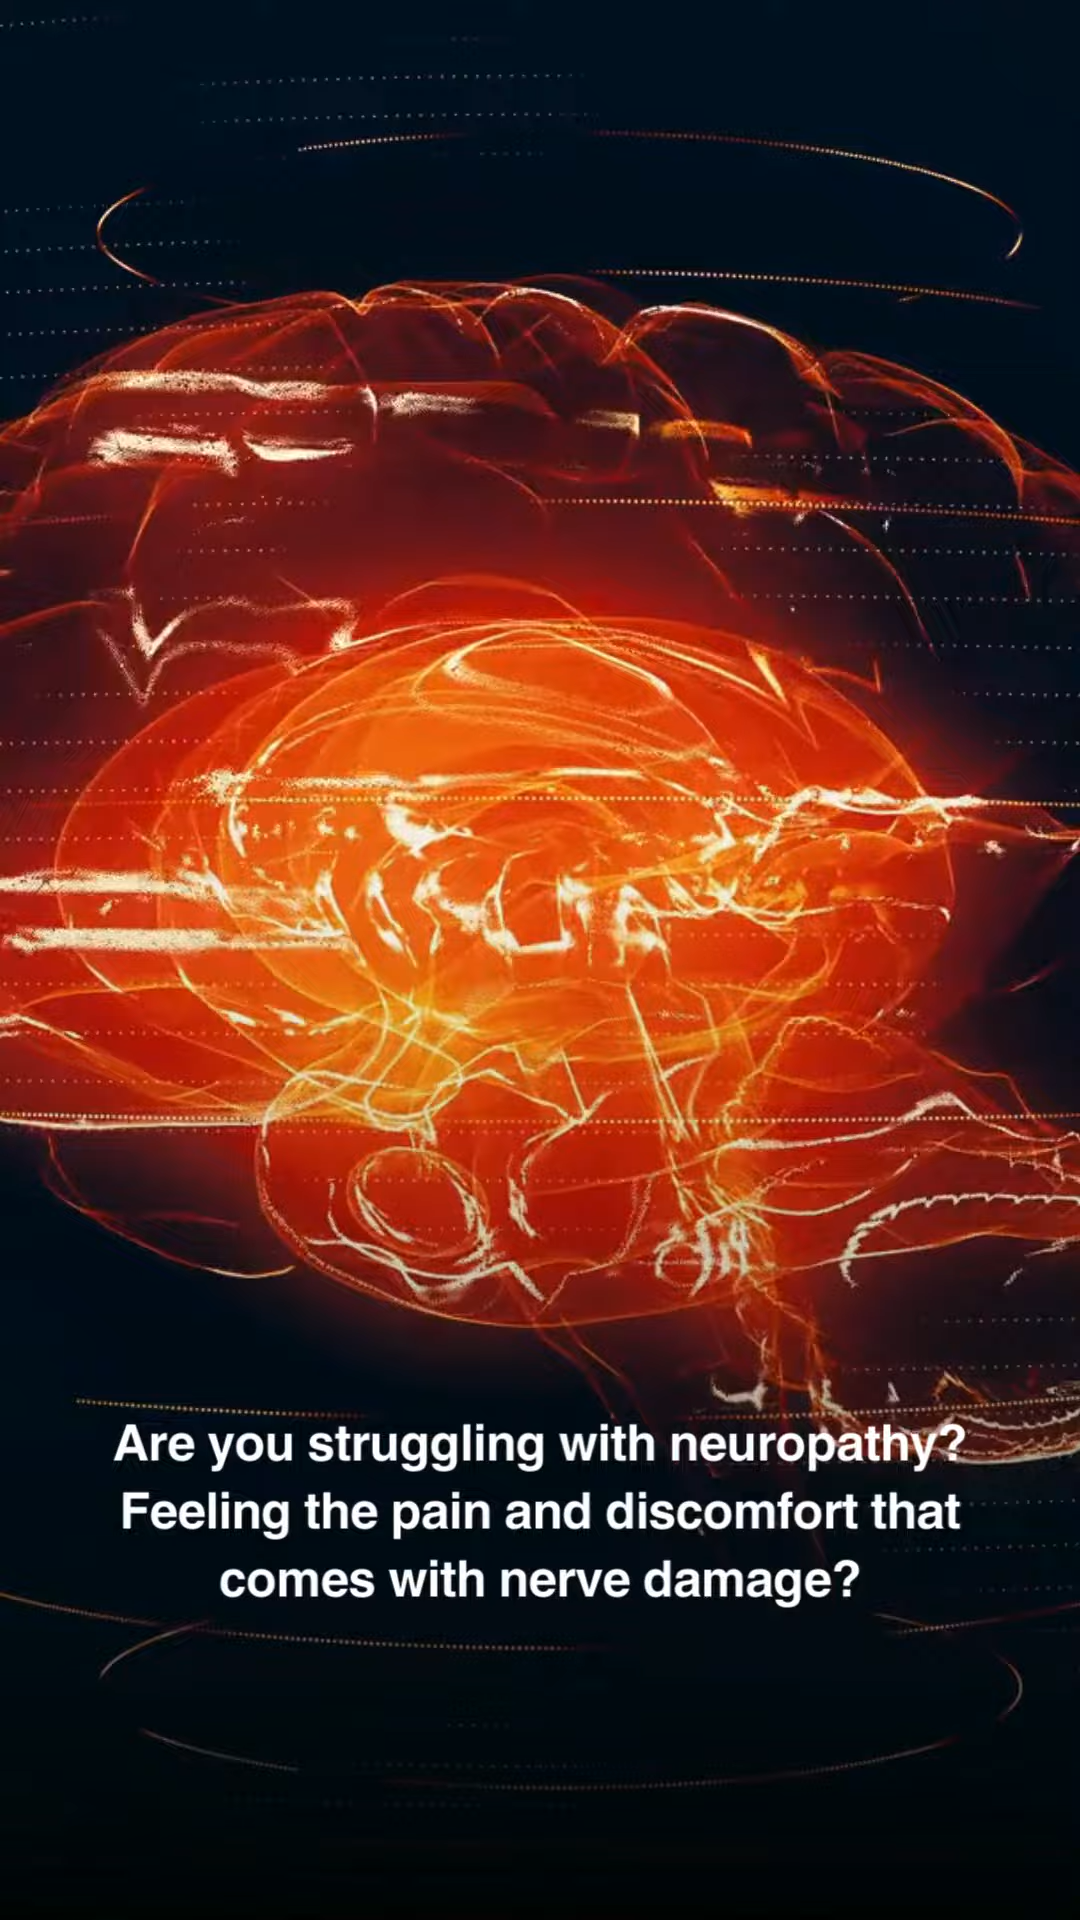 Are you struggling with neuropathy?
Feeling the pain and discomfort that
comes with nerve damage?